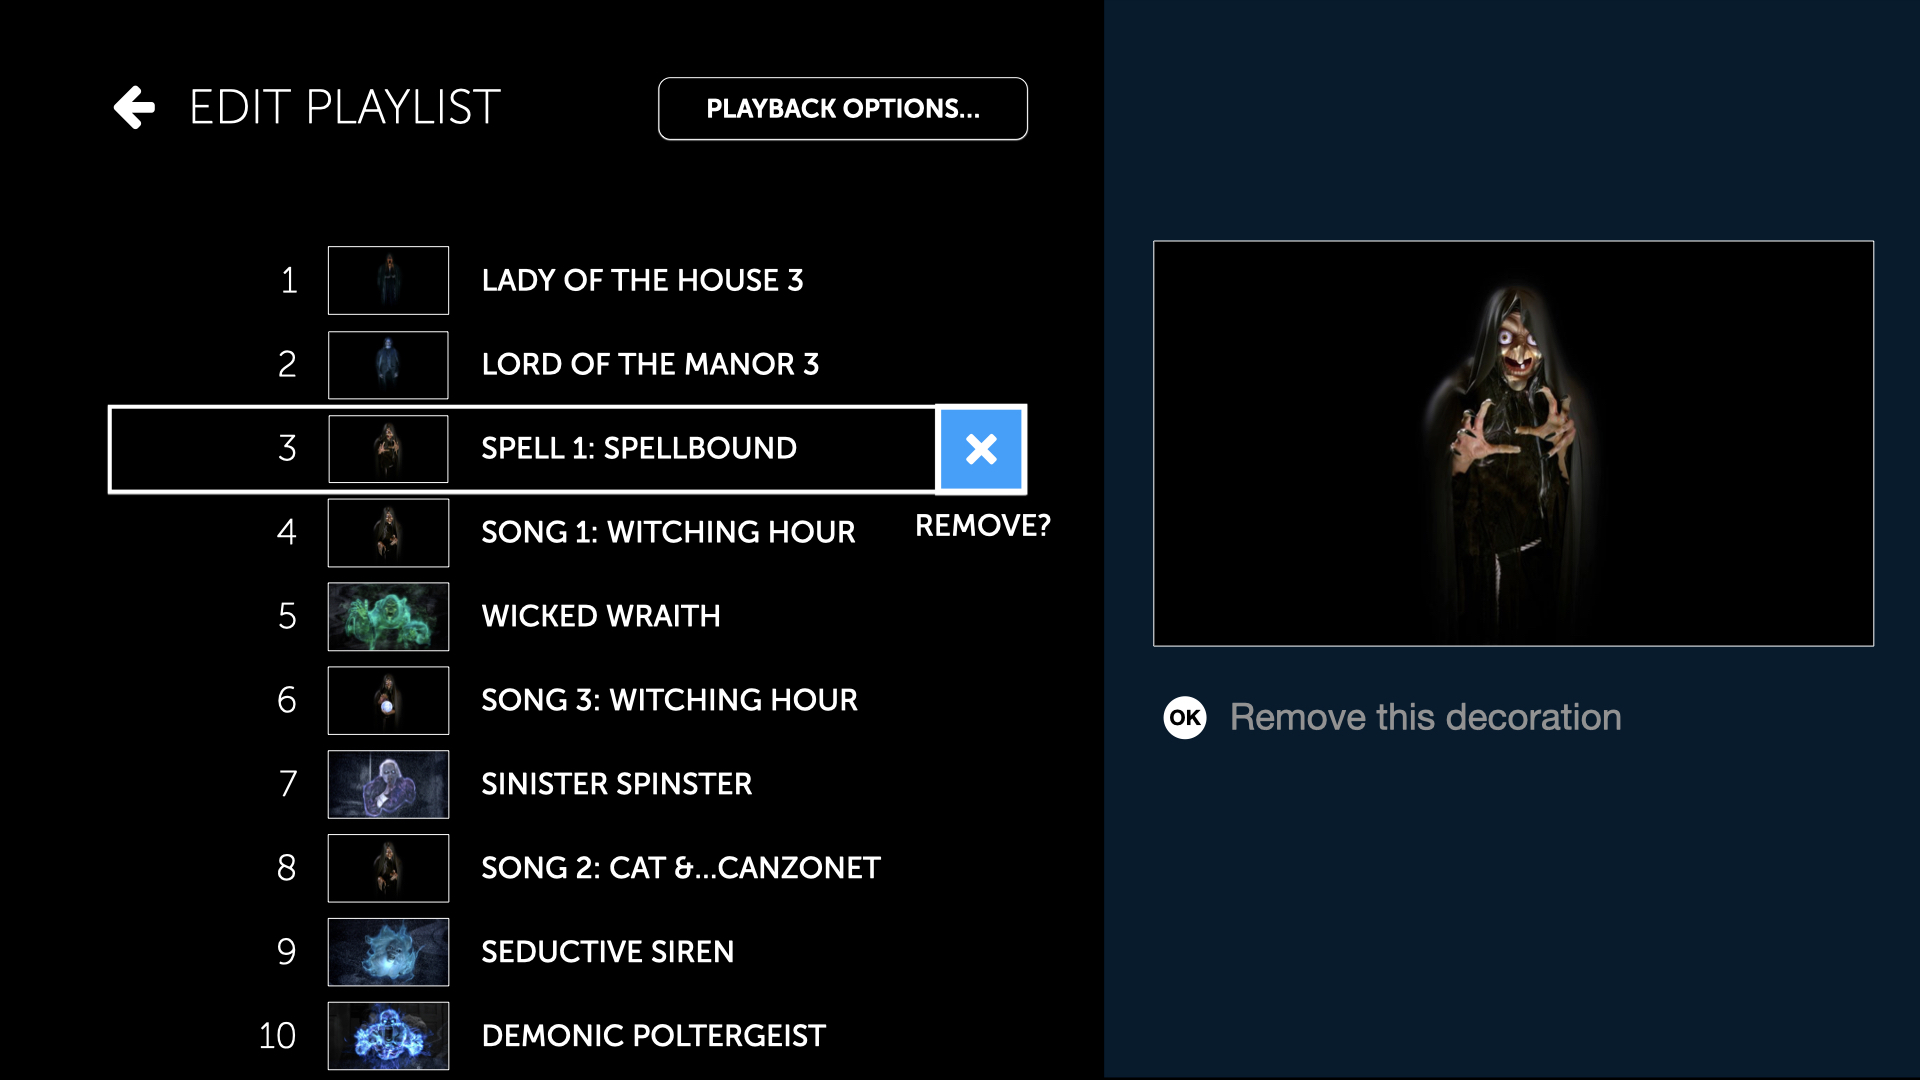 EDIT PLAYLIST
PLAYBACK OPTIONS...
1 LADY OF THE HOUSE 3
2 LORD OF THE MANOR 3
3 SPELL 1: SPELLBOUND
REMOVE?
4 SONG 1: WITCHING HOUR
5 WICKED WRAITH
6 SONG 3: WITCHING HOUR
7 SINISTER SPINSTER
8 SONG 2: CAT &...CANZONET
9 SEDUCTIVE SIREN
10 DEMONIC POLTERGEIST
OK Remove this decoration